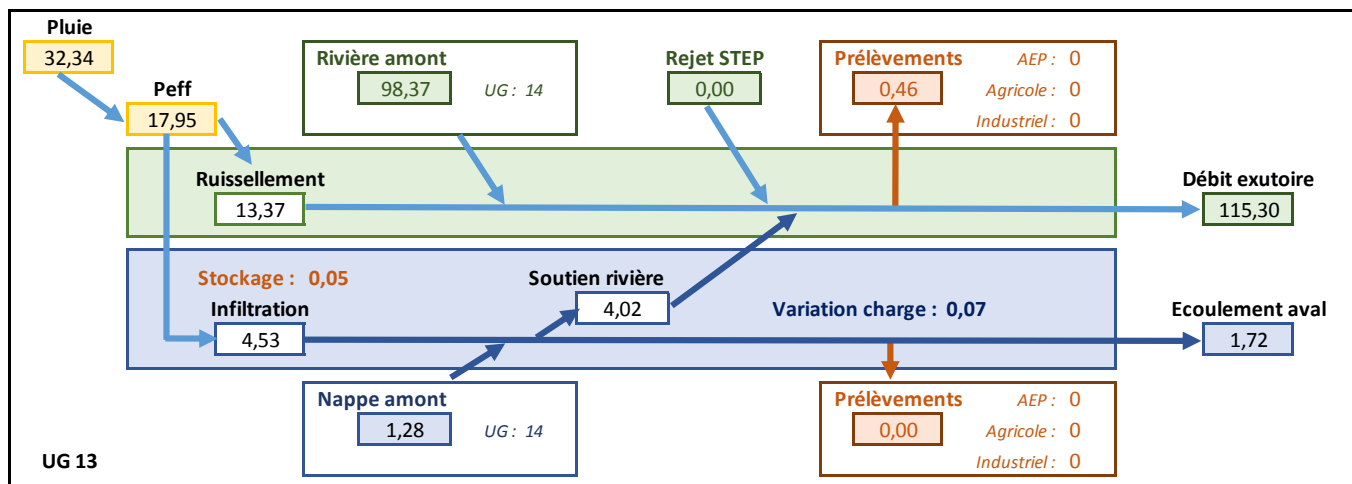 Pluie
32,34
Peff
17,95
Rivière amont
98,37
UG : 14
Rejet STEP
0,00
Prélèvements
0,46
AEP : 0
Agricole : 0
Industriel : 0
Ruissellement
13,37
Débit exutoire
115,30
Stockage : 0,05
Infiltration
4,53
Soutien rivière
4,02
Variation charge : 0,07
Ecoulement aval
1,72
Nappe amont
1,28
UG : 14
Prélèvements
0,00
AEP : 0
Agricole : 0
Industriel : 0
UG 13